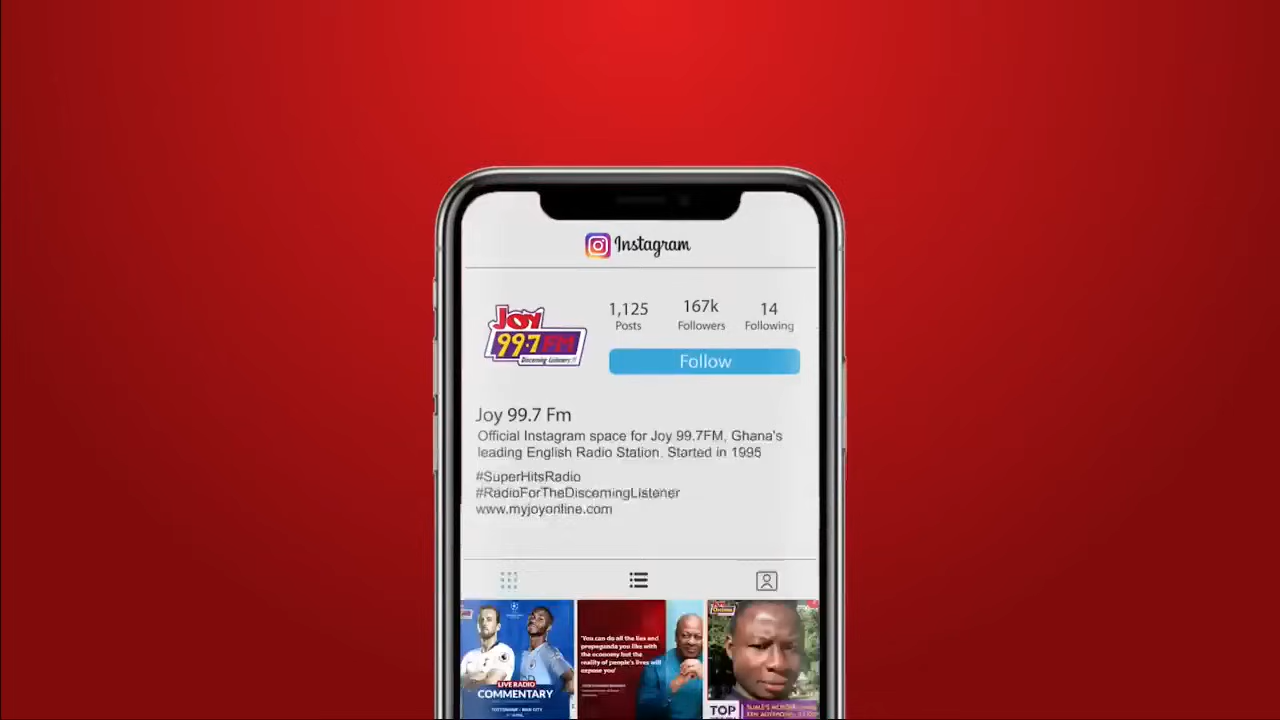 Instagram
JOY
99.7 FM
Discerning Listeners!!
1,125
Posts
167k
Followers
14
Following
Follow
Joy 99.7 Fm
Official Instagram space for Joy 99.7FM, Ghana's
leading English Radio Station. Started in 1995
#SuperHitsRadio
#RadioForTheDiscerningListener
www.myjoyonline.com
LIVE RADIO
COMMENTARY
TOTTENHAM - MAN CITY
'You can do all the lies and
propaganda you like with
the economy but the
reality of people's lives will
expose you'
TOP